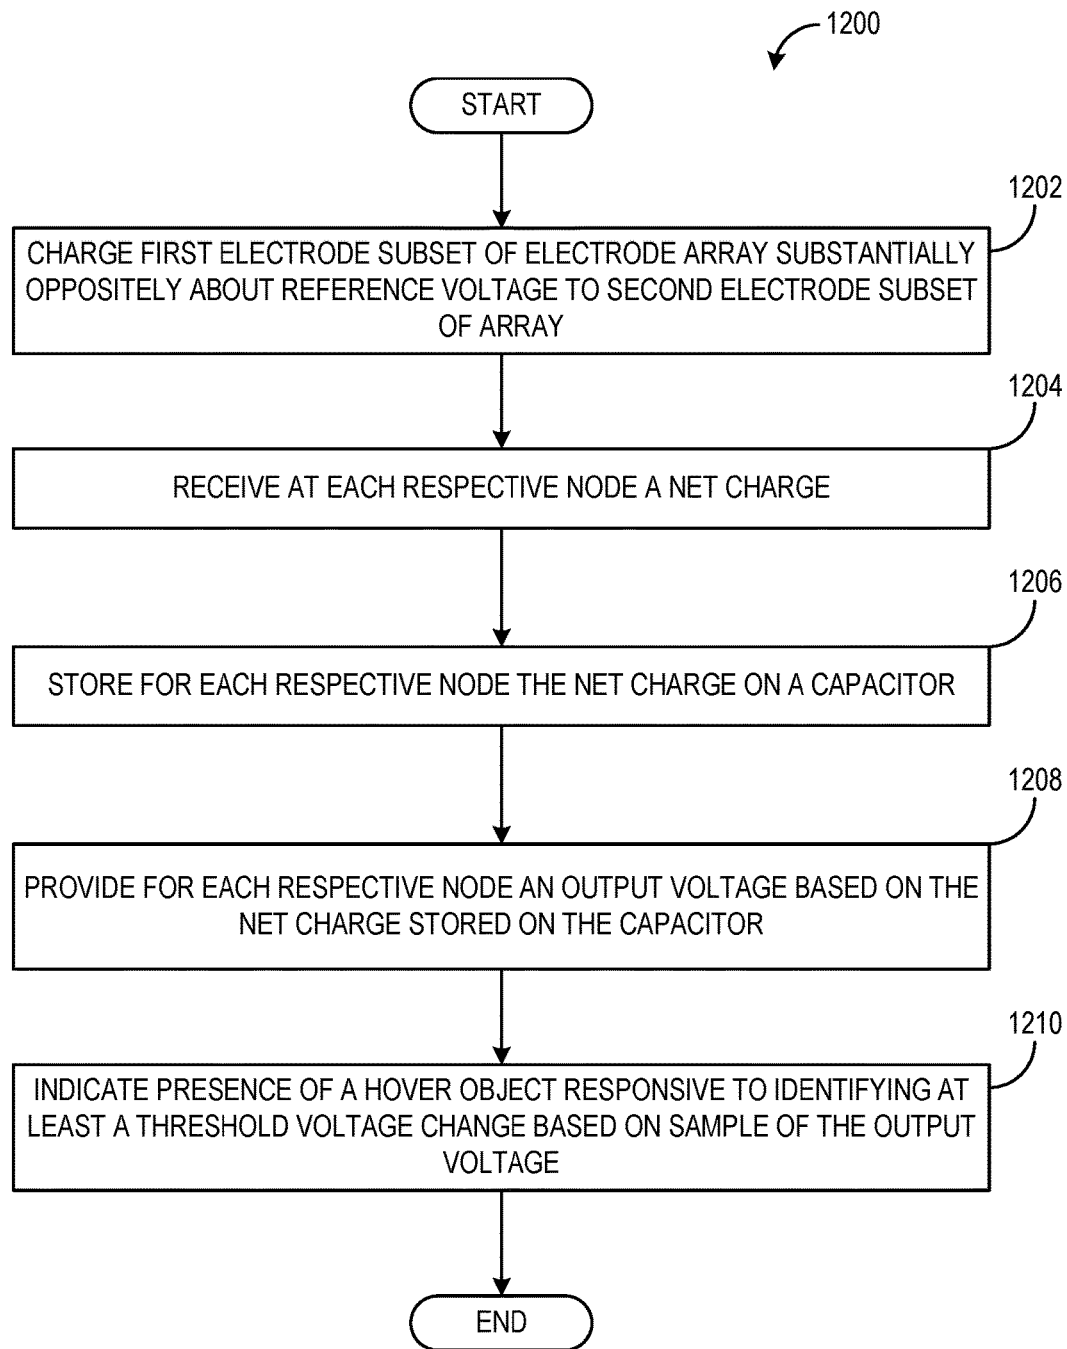 1200
START
1202
CHARGE FIRST ELECTRODE SUBSET OF ELECTRODE ARRAY SUBSTANTIALLY
OPPOSITELY ABOUT REFERENCE VOLTAGE TO SECOND ELECTRODE SUBSET
OF ARRAY
1204
RECEIVE AT EACH RESPECTIVE NODE A NET CHARGE
1206
STORE FOR EACH RESPECTIVE NODE THE NET CHARGE ON A CAPACITOR
1208
PROVIDE FOR EACH RESPECTIVE NODE AN OUTPUT VOLTAGE BASED ON THE
NET CHARGE STORED ON THE CAPACITOR
1210
INDICATE PRESENCE OF A HOVER OBJECT RESPONSIVE TO IDENTIFYING AT
LEAST A THRESHOLD VOLTAGE CHANGE BASED ON SAMPLE OF THE OUTPUT
VOLTAGE
END